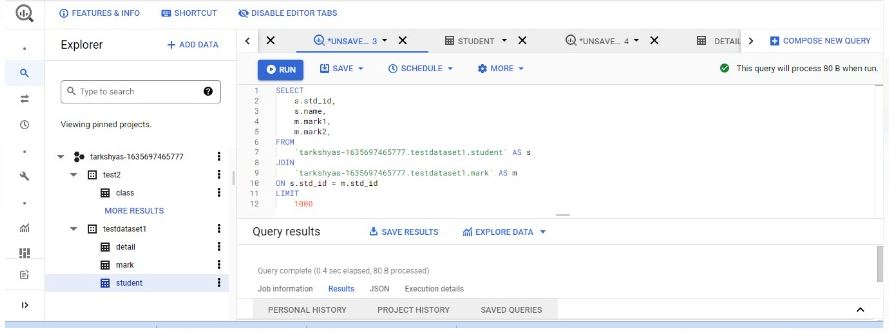 FEATURES & INFO SHORTCUT DISABLE EDITOR TABS
Explorer + ADD DATA
*UNSAVE... 3 STUDENT *UNSAVE... 4 DETAIL COMPOSE NEW QUERY
RUN SAVE SCHEDULE MORE This query will process 80 B when run.
Type to search
Viewing pinned projects.
tarkshyas-1635697465777
test2
class
MORE RESULTS
testdataset1
detail
mark
student
1 SELECT
2 s.std_id,
3 s.name,
4 m.mark1,
5 m.mark2,
6 FROM
7 `tarkshyas-1635697465777.testdataset1.student` AS s
8 JOIN
9 `tarkshyas-1635697465777.testdataset1.mark` AS m
10 ON s.std_id = m.std_id
11 LIMIT
12 1000
Query results SAVE RESULTS EXPLORE DATA
Query complete (0.4 sec elapsed, 80 B processed)
Job information Results JSON Execution details
PERSONAL HISTORY PROJECT HISTORY SAVED QUERIES